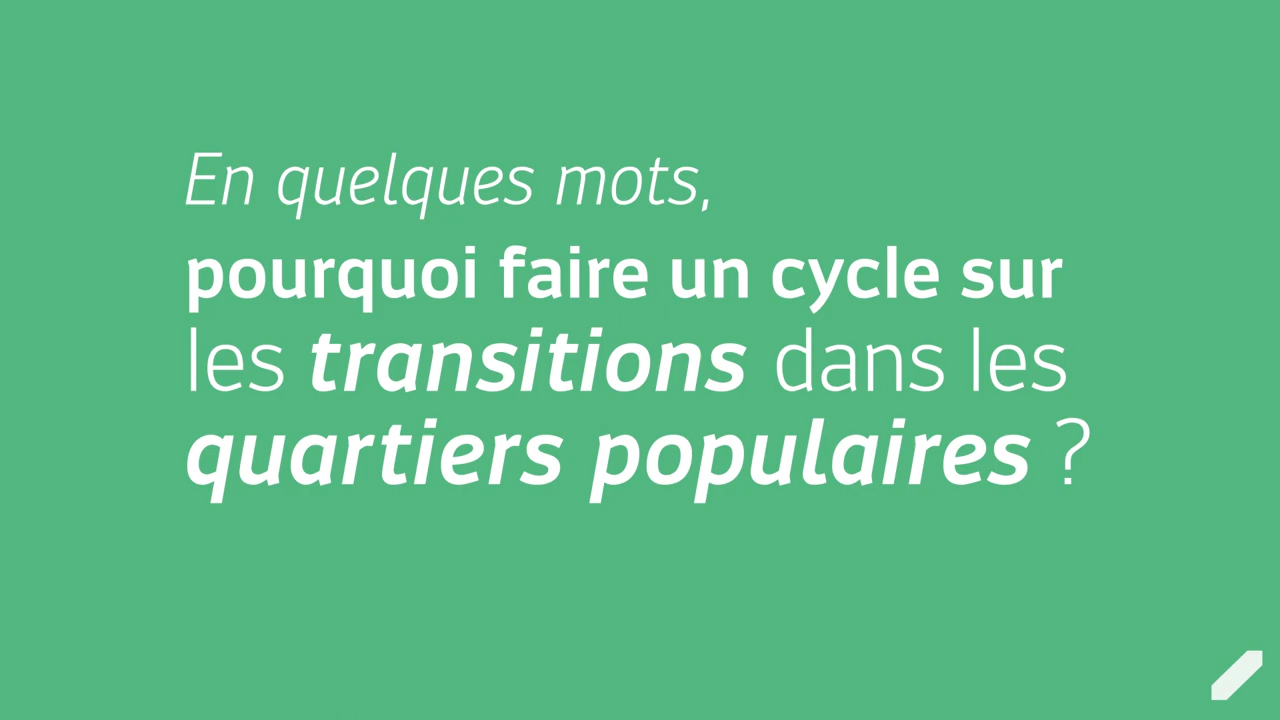 En quelques mots,
pourquoi faire un cycle sur
les transitions dans les
quartiers populaires ?